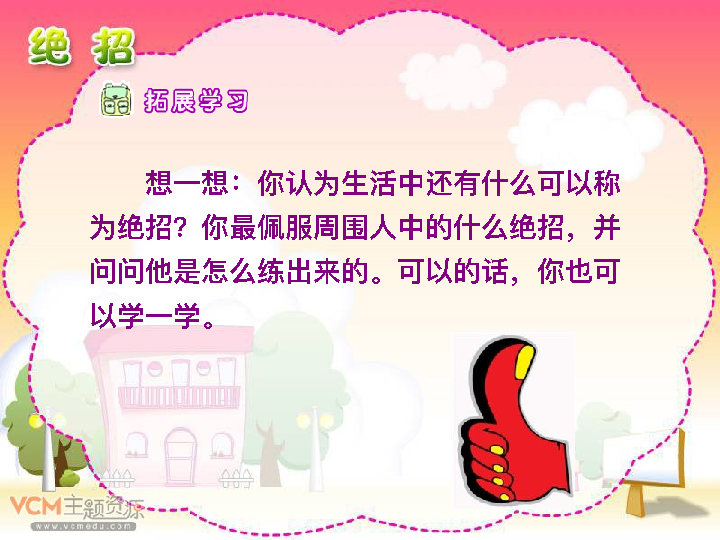 绝招
拓展学习
想一想：你认为生活中还有什么可以称
为绝招？你最佩服周围人中的什么绝招，并
问问他是怎么练出来的。可以的话，你也可
以学一学。
VCM主题资源
www.vcmedu.com